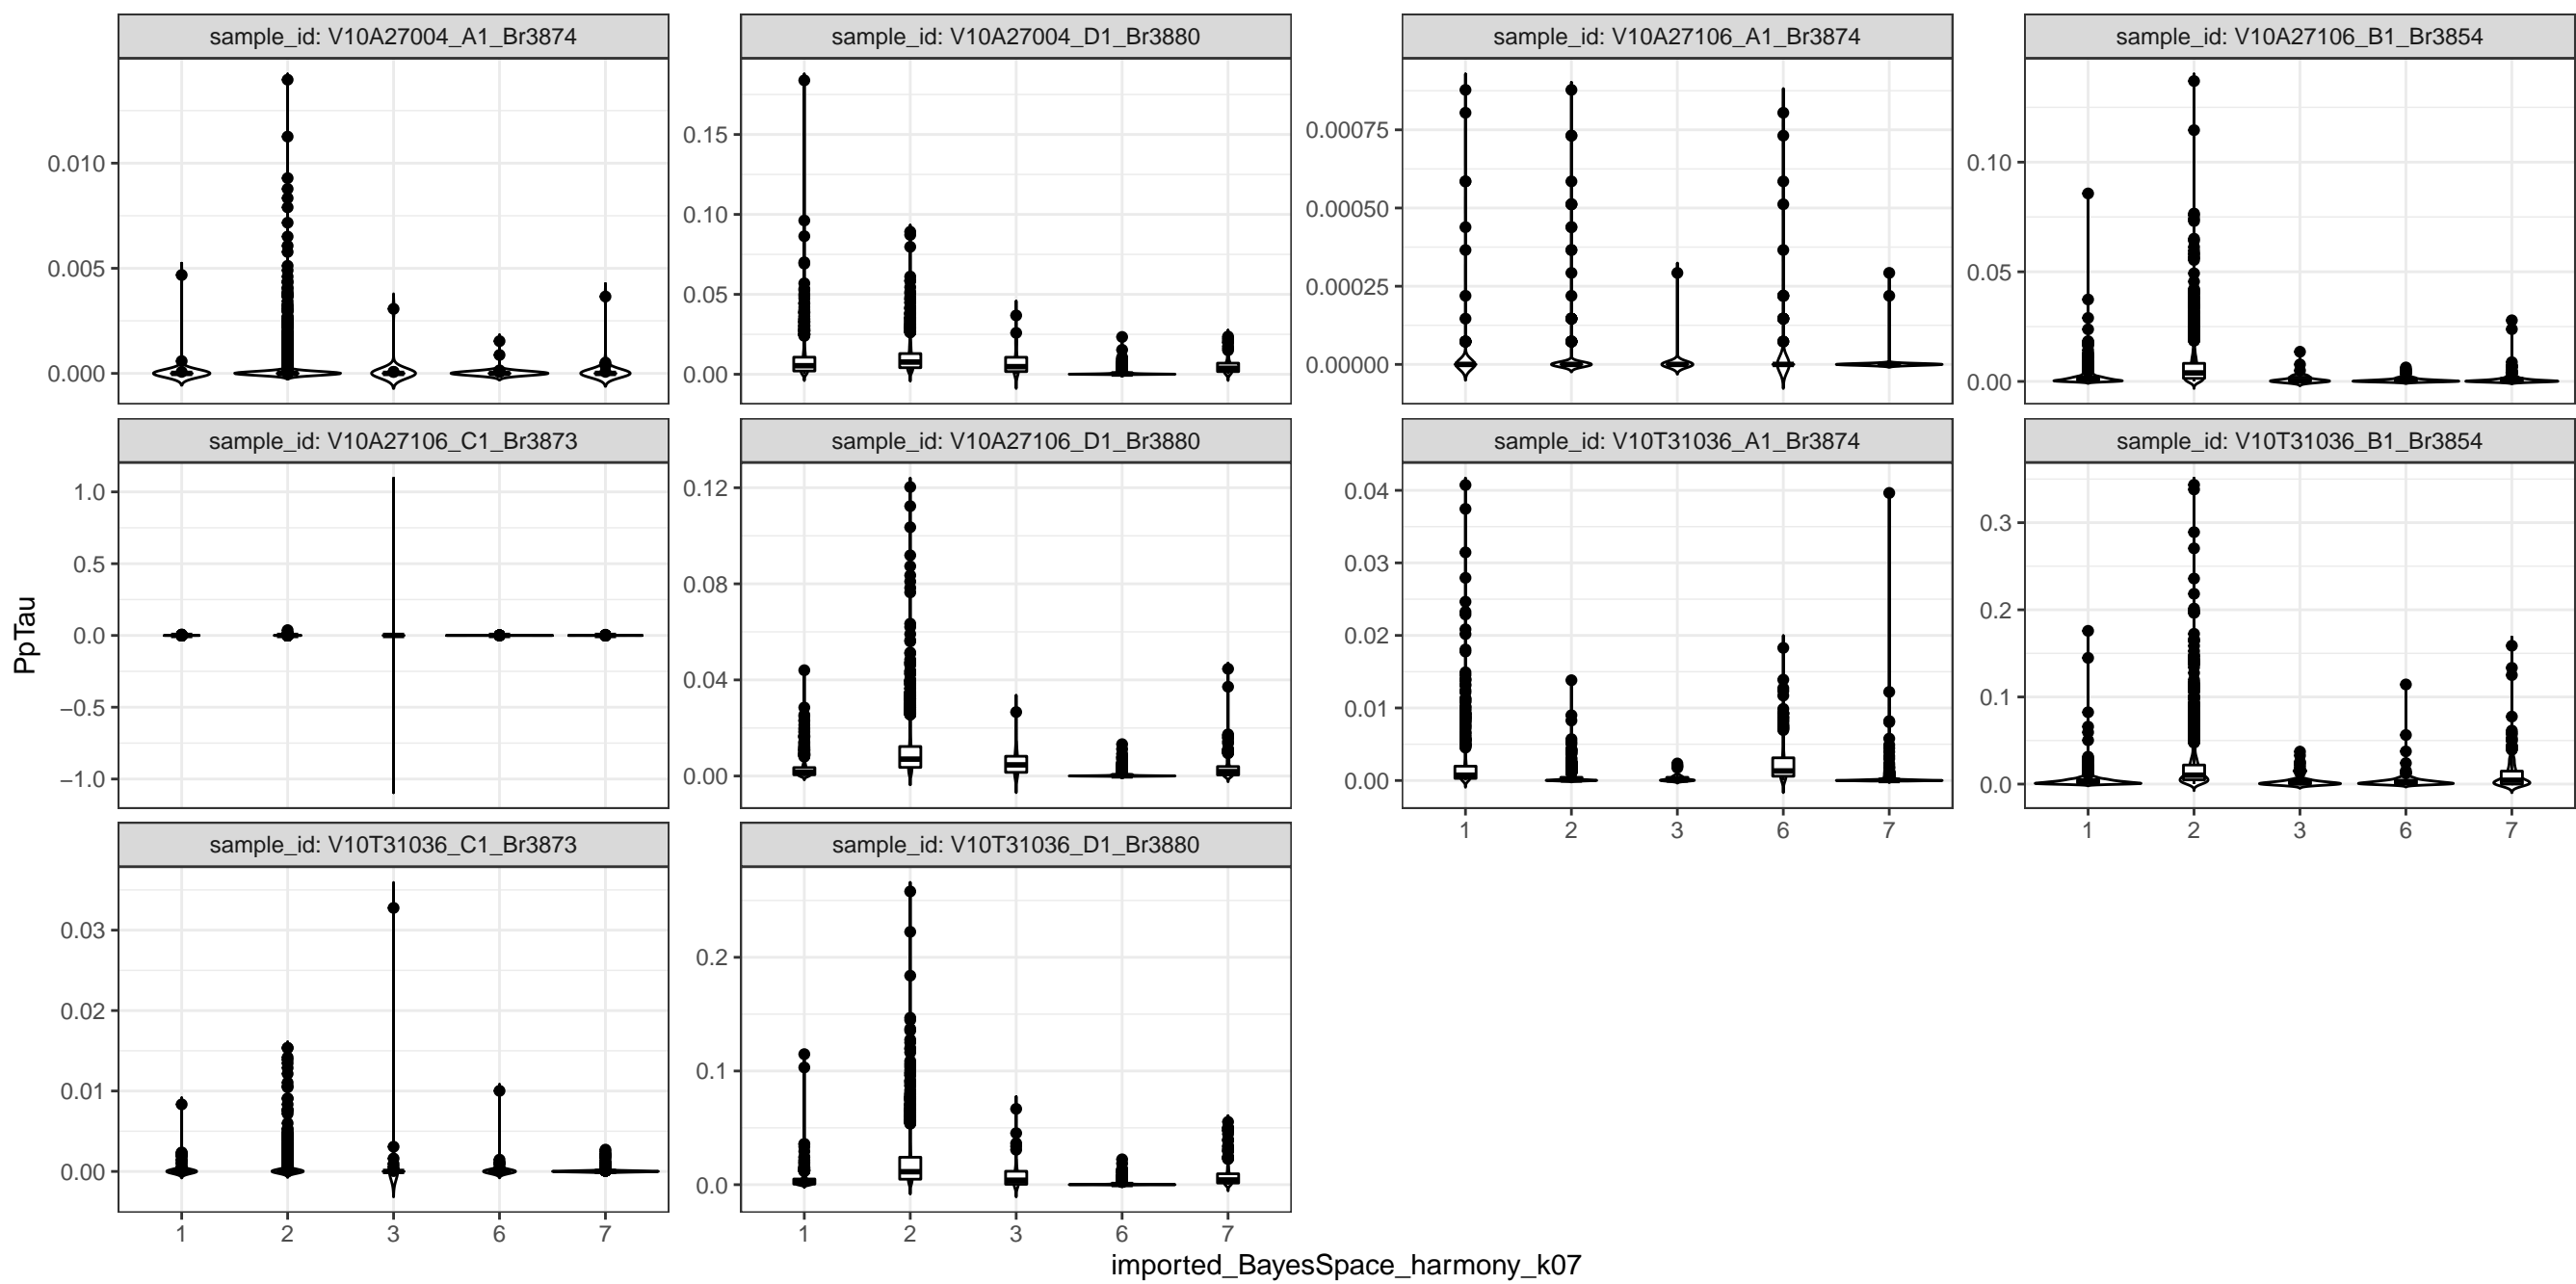 sample_id: V10A27004_A1_Br3874
sample_id: V10A27004_D1_Br3880
sample_id: V10A27106_A1_Br3874
sample_id: V10A27106_B1_Br3854
0.010
0.005
0.000
0.15
0.10
0.05
0.00
0.00075
0.00050
0.00025
0.00000
0.10
0.05
0.00
sample_id: V10A27106_C1_Br3873
sample_id: V10A27106_D1_Br3880
sample_id: V10T31036_A1_Br3874
sample_id: V10T31036_B1_Br3854
1.0
0.5
0.0
−0.5
−1.0
0.12
0.08
0.04
0.00
0.04
0.03
0.02
0.01
0.00
0.3
0.2
0.1
0.0
1 2 3 6 7
1 2 3 6 7
PpTau
sample_id: V10T31036_C1_Br3873
sample_id: V10T31036_D1_Br3880
0.03
0.02
0.01
0.00
0.2
0.1
0.0
1 2 3 6 7
1 2 3 6 7
imported_BayesSpace_harmony_k07